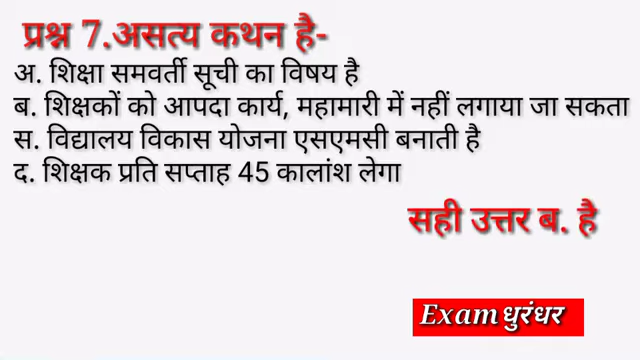 प्रश्न 7.असत्य कथन है-
अ. शिक्षा समवर्ती सूची का विषय है
ब. शिक्षकों को आपदा कार्य, महामारी में नहीं लगाया जा सकता
स. विद्यालय विकास योजना एसएमसी बनाती है
द. शिक्षक प्रति सप्ताह 45 कालांश लेगा
सही उत्तर ब. है
Exam धुरंधर